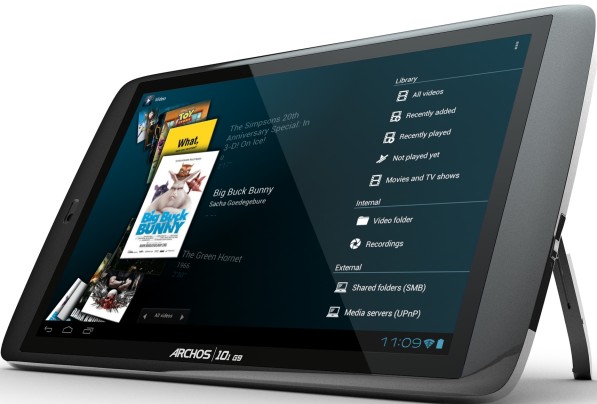 Video
TOY
STORY
What,
The Simpsons 20th
Anniversary Special: In
3-D! On Ice!
Big Buck
BUNNY
Big Buck Bunny
Sacha Goedegebure
The Green Hornet
1966
All videos
Library
All videos
Recently added
Recently played
Not played yet
Movies and TV shows
Internal
Video folder
Recordings
External
Shared folders (SMB)
Media servers (UPnP)
11:09
ARCHOS 101 G9